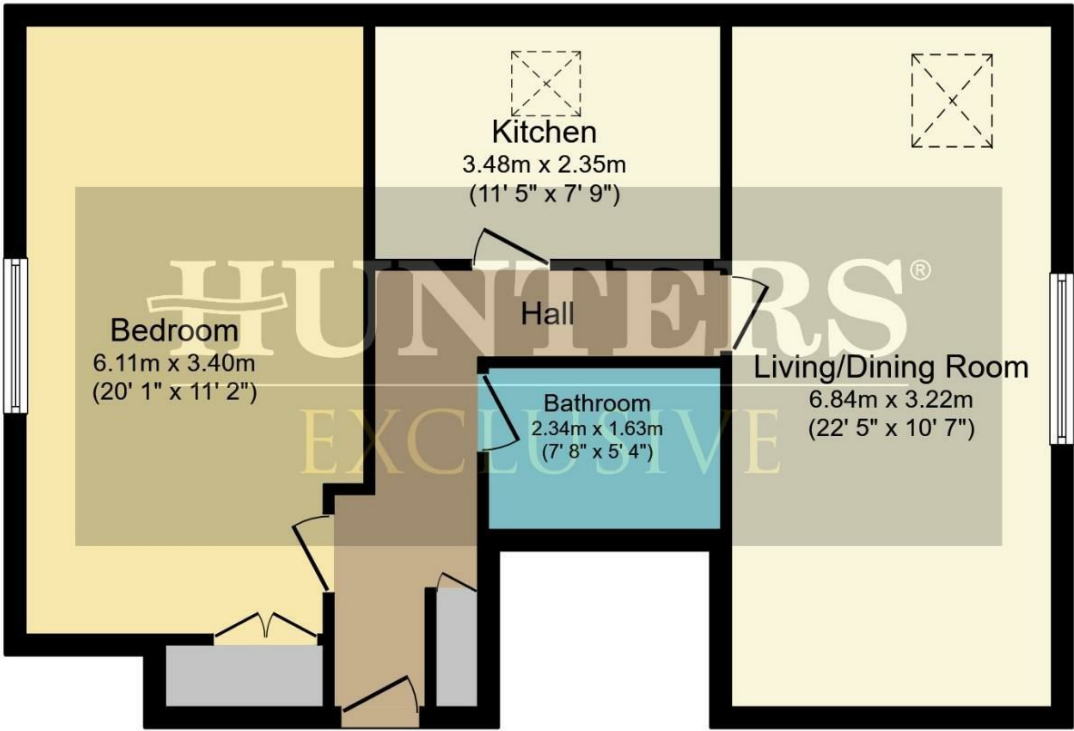 Kitchen
3.48m x 2.35m
(11' 5" x 7' 9")
HUNTERS®
EXCLUSIVE
Hall
Bedroom
6.11m x 3.40m
(20' 1" x 11' 2")
Living/Dining Room
6.84m x 3.22m
(22' 5" x 10' 7")
Bathroom
2.34m x 1.63m
(7' 8" x 5' 4")